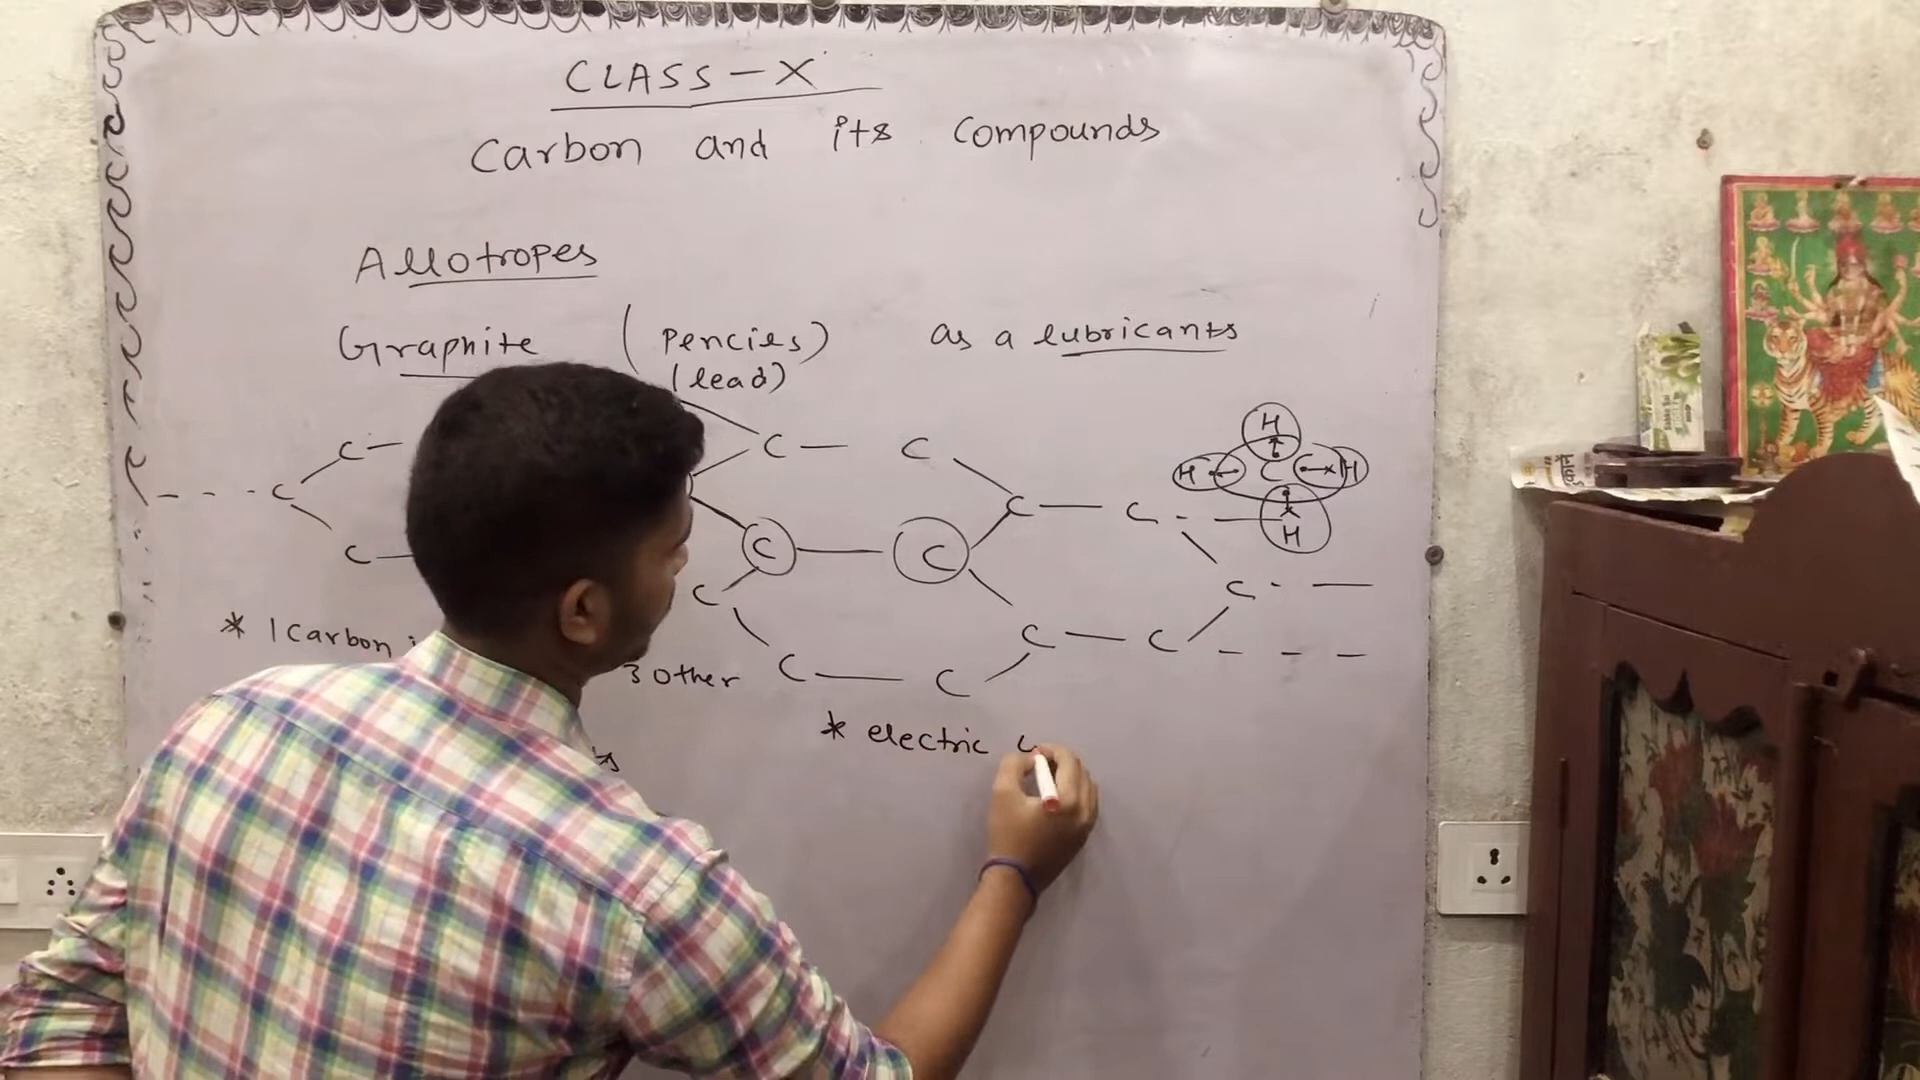 CLASS - X
Carbon and its compounds
Allotropes
Graphite (Pencies) as a lubricants
(lead)
H
C - C - C H C H
- - - C C - C - H
C - C - C
C C - - -
* 1 Carbon 3 other C - C C - C - - -
C - C
* electric